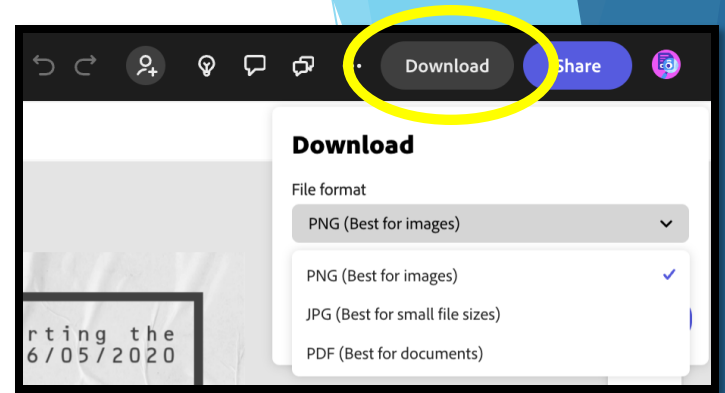 Download
Share
Download
File format
PNG (Best for images)
PNG (Best for images)
JPG (Best for small file sizes)
PDF (Best for documents)
rting the
6/05/2020